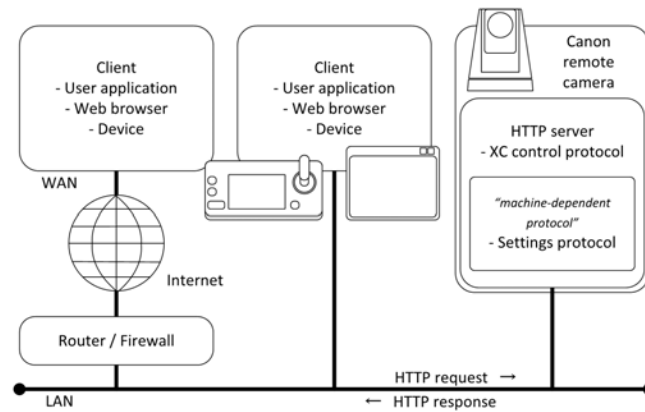 Client
- User application
- Web browser
- Device
Client
- User application
- Web browser
- Device
Canon
remote
camera
HTTP server
- XC control protocol
"machine-dependent
protocol"
- Settings protocol
WAN
Internet
Router / Firewall
HTTP request →
LAN
← HTTP response